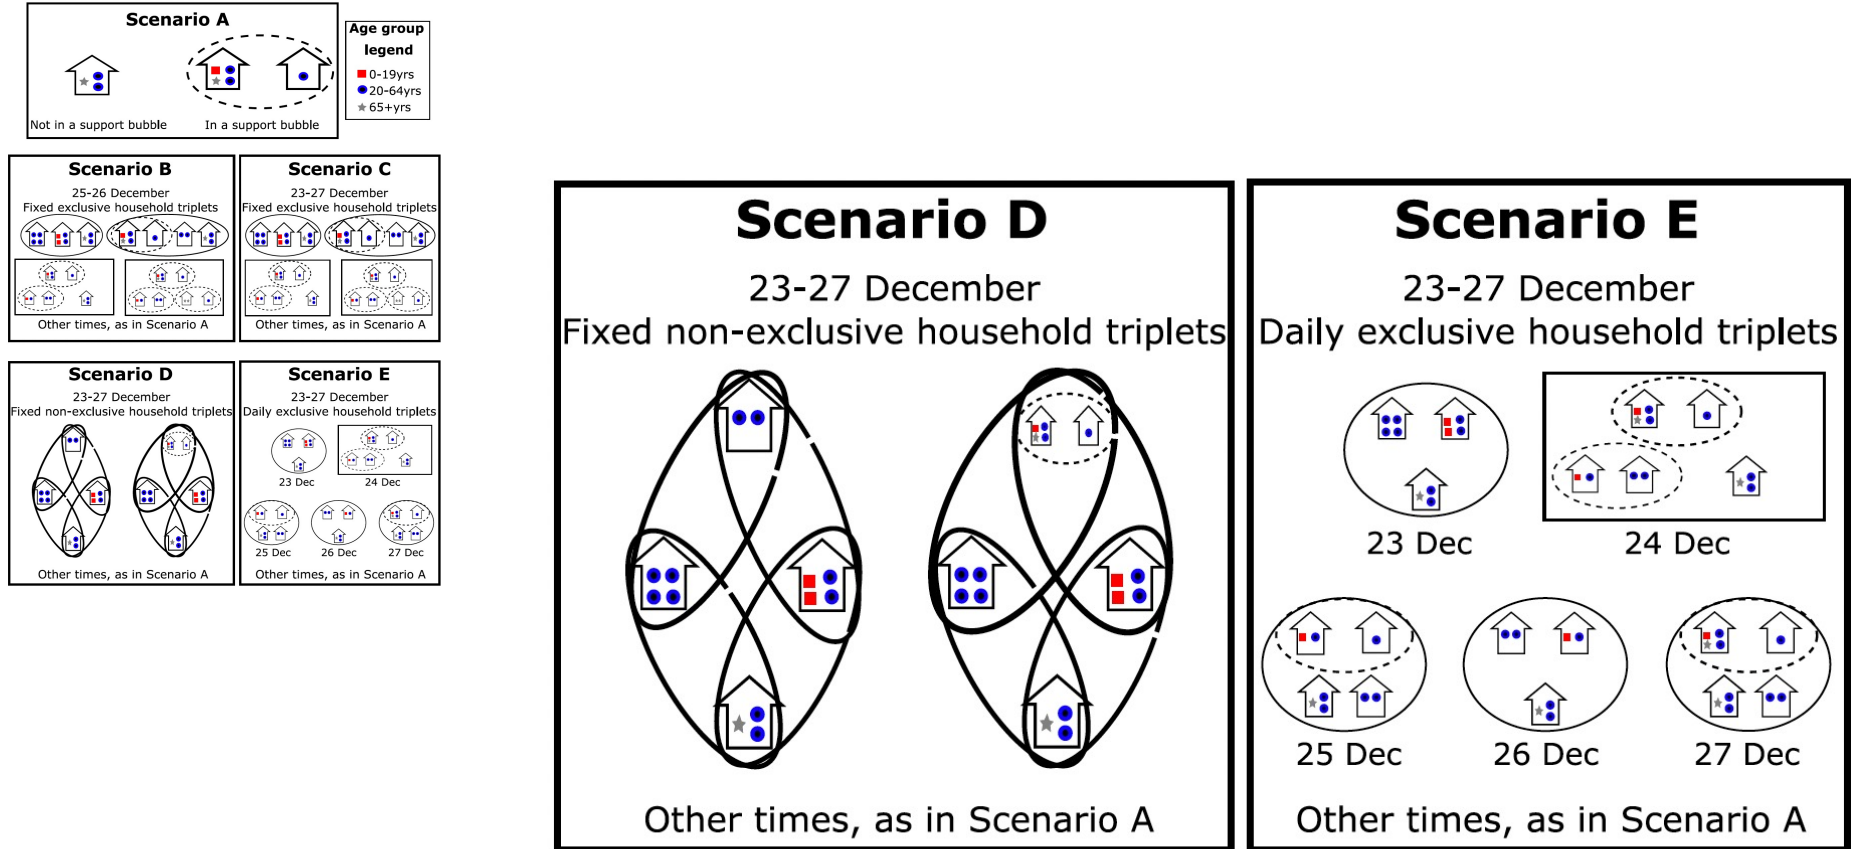 Scenario A
Not in a support bubble
In a support bubble
Age group
legend
0-19yrs
20-64yrs
65+yrs
Scenario B
25-26 December
Fixed exclusive household triplets
Other times, as in Scenario A
Scenario C
23-27 December
Fixed exclusive household triplets
Other times, as in Scenario A
Scenario D
23-27 December
Fixed non-exclusive household triplets
Other times, as in Scenario A
Scenario E
23-27 December
Daily exclusive household triplets
23 Dec
24 Dec
25 Dec
26 Dec
27 Dec
Other times, as in Scenario A
Scenario D
23-27 December
Fixed non-exclusive household triplets
Other times, as in Scenario A
Scenario E
23-27 December
Daily exclusive household triplets
23 Dec
24 Dec
25 Dec
26 Dec
27 Dec
Other times, as in Scenario A